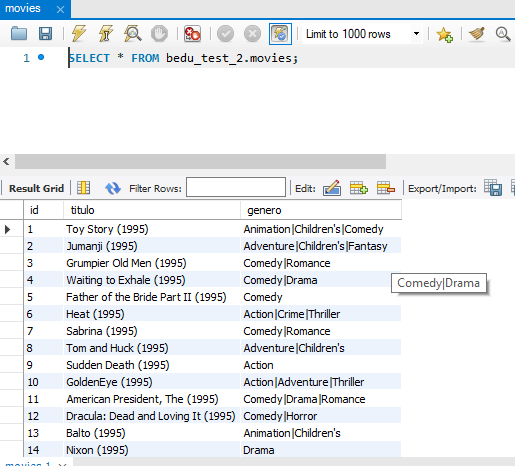 movies
Limit to 1000 rows
1 SELECT * FROM bedu_test_2.movies;
Result Grid Filter Rows: Edit: Export/Import:
id titulo genero
1 Toy Story (1995) Animation|Children's|Comedy
2 Jumanji (1995) Adventure|Children's|Fantasy
3 Grumpier Old Men (1995) Comedy|Romance
4 Waiting to Exhale (1995) Comedy|Drama
Comedy|Drama
5 Father of the Bride Part II (1995) Comedy
6 Heat (1995) Action|Crime|Thriller
7 Sabrina (1995) Comedy|Romance
8 Tom and Huck (1995) Adventure|Children's
9 Sudden Death (1995) Action
10 GoldenEye (1995) Action|Adventure|Thriller
11 American President, The (1995) Comedy|Drama|Romance
12 Dracula: Dead and Loving It (1995) Comedy|Horror
13 Balto (1995) Animation|Children's
14 Nixon (1995) Drama
movies 1